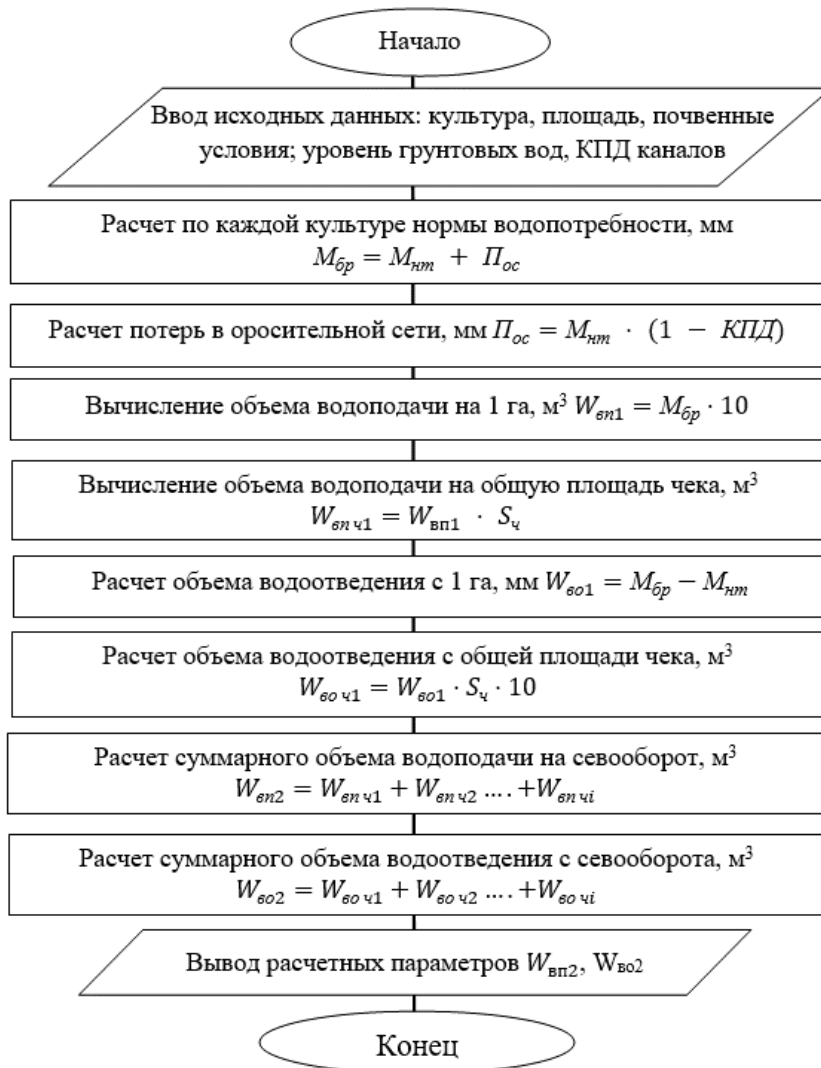 Начало
Ввод исходных данных: культура, площадь, почвенные
условия; уровень грунтовых вод, КПД каналов
Расчет по каждой культуре нормы водопотребности, мм
Mбр = Mнт + Пос
Расчет потерь в оросительной сети, мм Пос = Mнт · (1 − КПД)
Вычисление объема водоподачи на 1 га, м³ Wвп1 = Mбр · 10
Вычисление объема водоподачи на общую площадь чека, м³
Wвп ч1 = Wвп1 · Sч
Расчет объема водоотведения с 1 га, мм Wво1 = Mбр − Mнт
Расчет объема водоотведения с общей площади чека, м³
Wво ч1 = Wво1 · Sч · 10
Расчет суммарного объема водоподачи на севооборот, м³
Wвп2 = Wвп ч1 + Wвп ч2 .... +Wвп чi
Расчет суммарного объема водоотведения с севооборота, м³
Wво2 = Wво ч1 + Wво ч2 .... +Wво чi
Вывод расчетных параметров Wвп2, Wво2
Конец